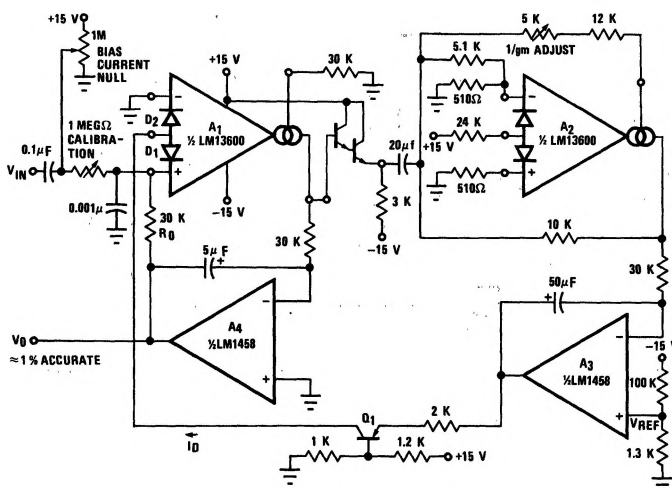 +15 V
1M
BIAS
CURRENT
NULL
+15 V
30 K
5 K
12 K
1/gm ADJUST
5.1 K
510Ω
24 K
+15 V
510Ω
1 MEGΩ
CALIBRA-
TION
0.1μF
VIN
0.001μ
D2
D1
−
+
A1
½ LM13600
−15 V
−
+
A2
½ LM13600
20μf
3 K
−15 V
30 K
R0
5μF
+
30 K
10 K
30 K
50μF
+
−
+
A4
½LM1458
V0
≈1% ACCURATE
−
+
A3
½LM1458
−15 V
100 K
VREF
1.3 K
Q1
2 K
ID
1 K
1.2 K
+15 V